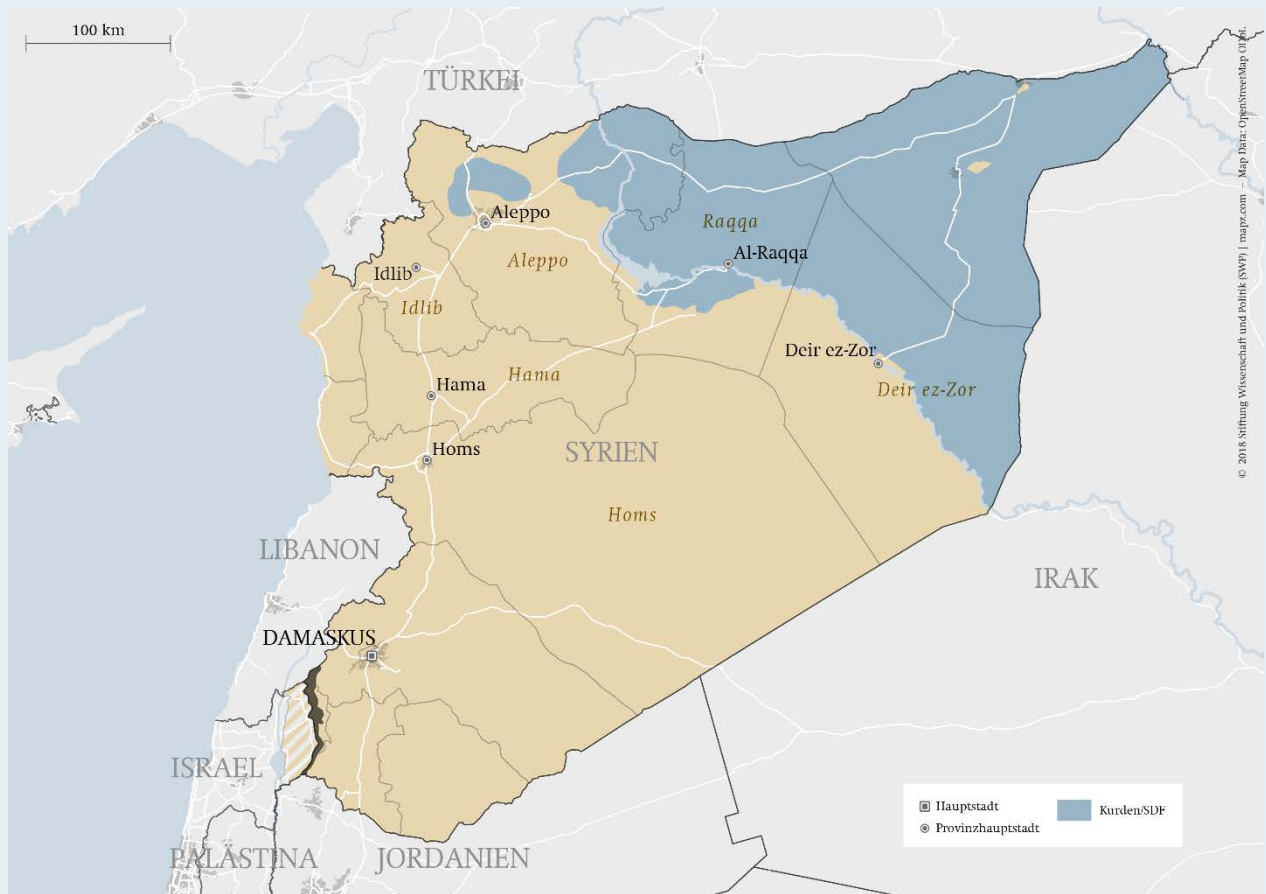 100 km
TÜRKEI
Aleppo
Raqqa
Al-Raqqa
Aleppo
Idlib
Idlib
Deir ez-Zor
Hama
Hama
Deir ez-Zor
Homs
SYRIEN
Homs
LIBANON
IRAK
DAMASKUS
ISRAEL
PALÄSTINA
JORDANIEN
Hauptstadt
Provinzhauptstadt
Kurden/SDF
© 2018 Stiftung Wissenschaft und Politik (SWP) | mapz.com – Map Data: OpenStreetMap ODbL.